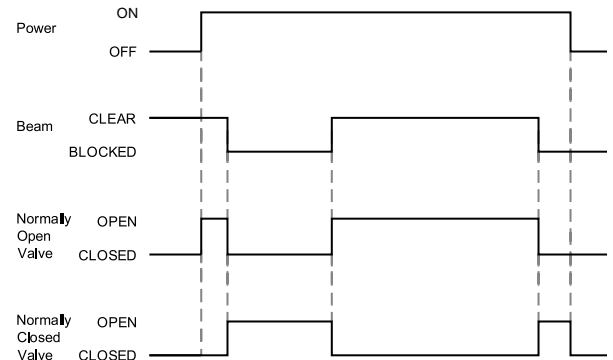 ON
Power
OFF
CLEAR
Beam
BLOCKED
Normally
Open
Valve
OPEN
CLOSED
Normally
Closed
Valve
OPEN
CLOSED